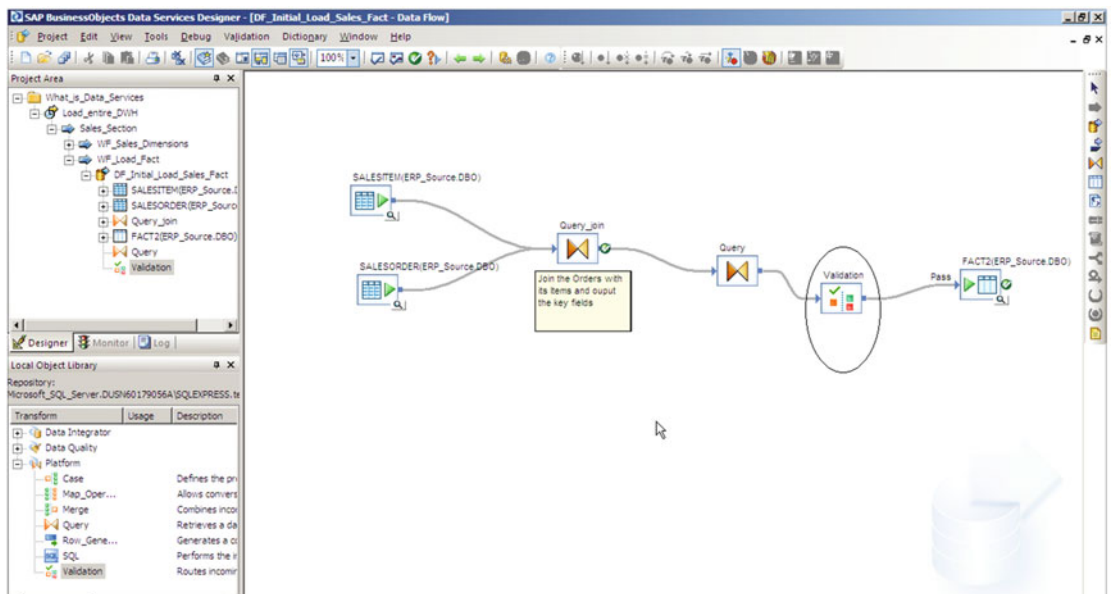 SAP BusinessObjects Data Services Designer - [DF_Initial_Load_Sales_Fact - Data Flow]
Project Edit View Tools Debug Validation Dictionary Window Help
100%
Project Area
What_is_Data_Services
Load_entire_DWH
Sales_Section
WF_Sales_Dimensions
WF_Load_Fact
DF_Initial_Load_Sales_Fact
SALESITEM(ERP_Source.D
SALESORDER(ERP_Sourc
Query_join
FACT2(ERP_Source.DBO)
Query
Validation
Designer Monitor Log
Local Object Library
Repository:
Microsoft_SQL_Server.DUSN60179056A\SQLEXPRESS.te
Transform Usage Description
Data Integrator
Data Quality
Platform
Case Defines the pr
Map_Oper... Allows convers
Merge Combines inco
Query Retrieves a da
Row_Gene... Generates a co
SQL Performs the i
Validation Routes incomin
SALESITEM(ERP_Source.DBO)
SALESORDER(ERP_Source.DBO)
Query_join
Join the Orders with
its Items and ouput
the key fields
Query
Validation
Pass
FACT2(ERP_Source.DBO)